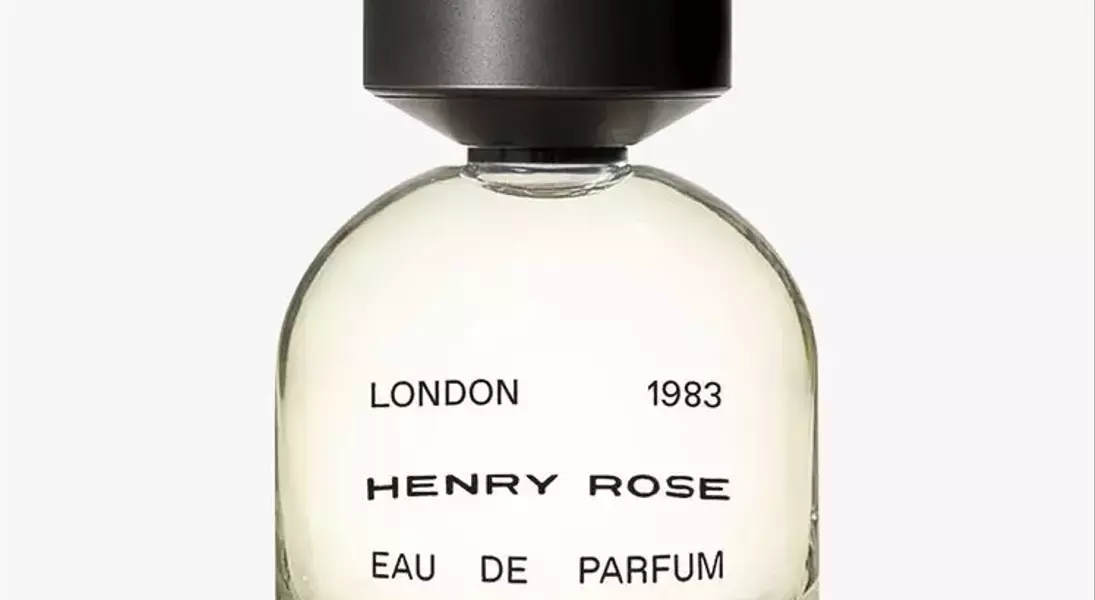 LONDON 1983
HENRY ROSE
EAU DE PARFUM